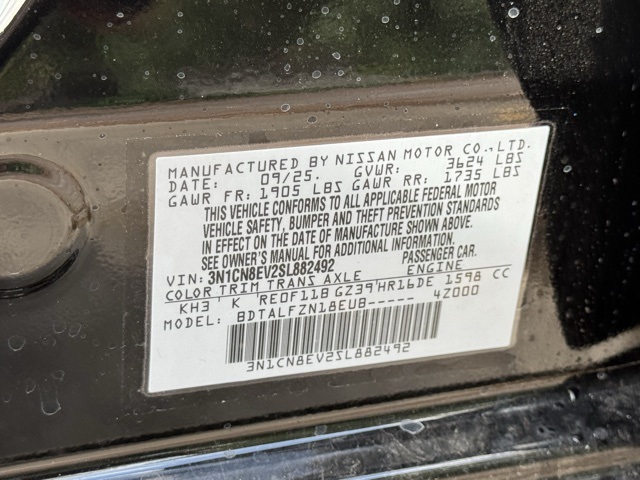 MANUFACTURED BY NISSAN MOTOR CO.,LTD.
DATE: 09/25. GVWR: 3624 LBS
GAWR FR: 1905 LBS GAWR RR: 1735 LBS
THIS VEHICLE CONFORMS TO ALL APPLICABLE FEDERAL MOTOR
VEHICLE SAFETY, BUMPER AND THEFT PREVENTION STANDARDS
IN EFFECT ON THE DATE OF MANUFACTURE SHOWN ABOVE.
SEE OWNER'S MANUAL FOR ADDITIONAL INFORMATION.
VIN: 3N1CN8EV2SL882492 PASSENGER CAR.
COLOR TRIM TRANS AXLE ENGINE
KH3 ' K ' RE0F11B GZ39'HR16DE 1598 CC
MODEL: BDTALFZN18EUB----- 4Z000
3N1CN8EV2SL882492